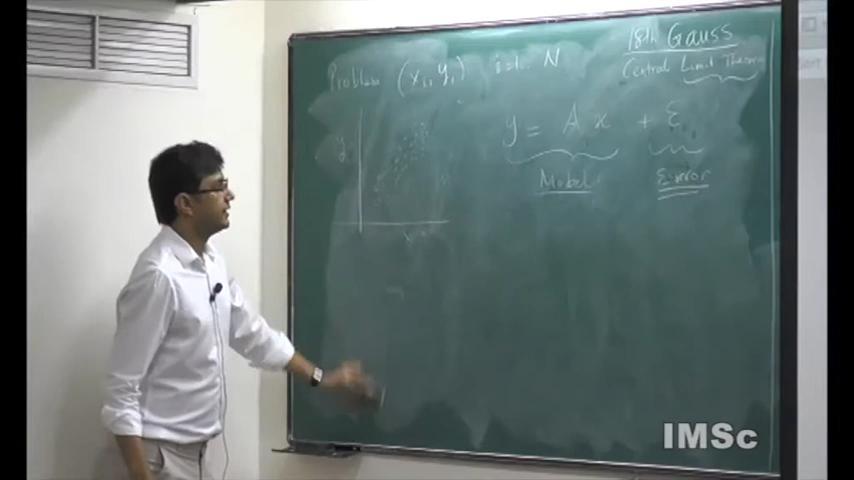 Problem (xᵢ, yᵢ) i=1.. N
18th Gauss
Central Limit Theorem
y = A x + ε
Model
Error
y
x
IMSc